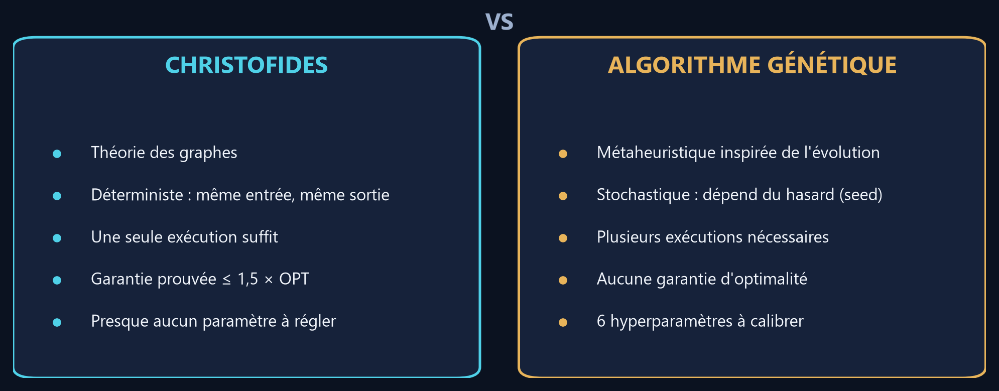 VS
CHRISTOFIDES
Théorie des graphes
Déterministe : même entrée, même sortie
Une seule exécution suffit
Garantie prouvée ≤ 1,5 × OPT
Presque aucun paramètre à régler
ALGORITHME GÉNÉTIQUE
Métaheuristique inspirée de l'évolution
Stochastique : dépend du hasard (seed)
Plusieurs exécutions nécessaires
Aucune garantie d'optimalité
6 hyperparamètres à calibrer